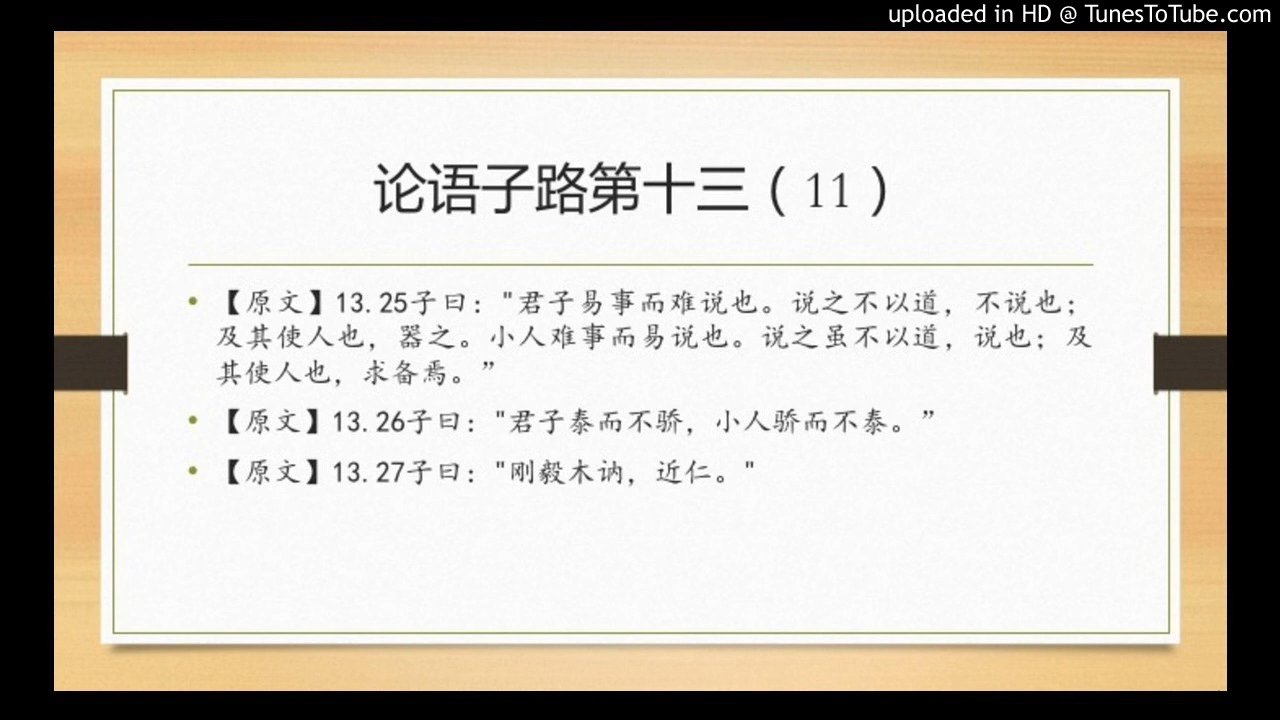 uploaded in HD @ TunesToTube.com
论语子路第十三（11）
• 【原文】13.25子曰："君子易事而难说也。说之不以道，不说也；
及其使人也，器之。小人难事而易说也。说之虽不以道，说也；及
其使人也，求备焉。”
• 【原文】13.26子曰："君子泰而不骄，小人骄而不泰。”
• 【原文】13.27子曰："刚毅木讷，近仁。"